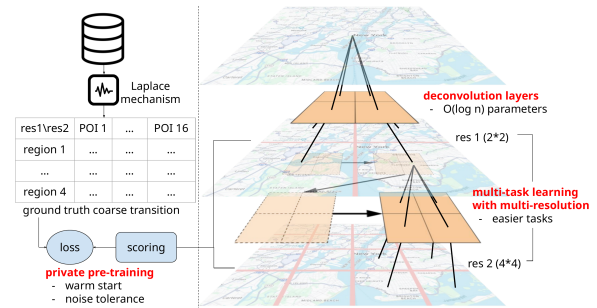 Laplace
mechanism
res1\res2 POI 1 ... POI 16
region 1 ... ... ...
... ... ... ...
region 4 ... ... ...
ground truth coarse transition
loss
scoring
private pre-training
- warm start
- noise tolerance
deconvolution layers
- O(log n) parameters
res 1 (2*2)
multi-task learning
with multi-resolution
- easier tasks
res 2 (4*4)